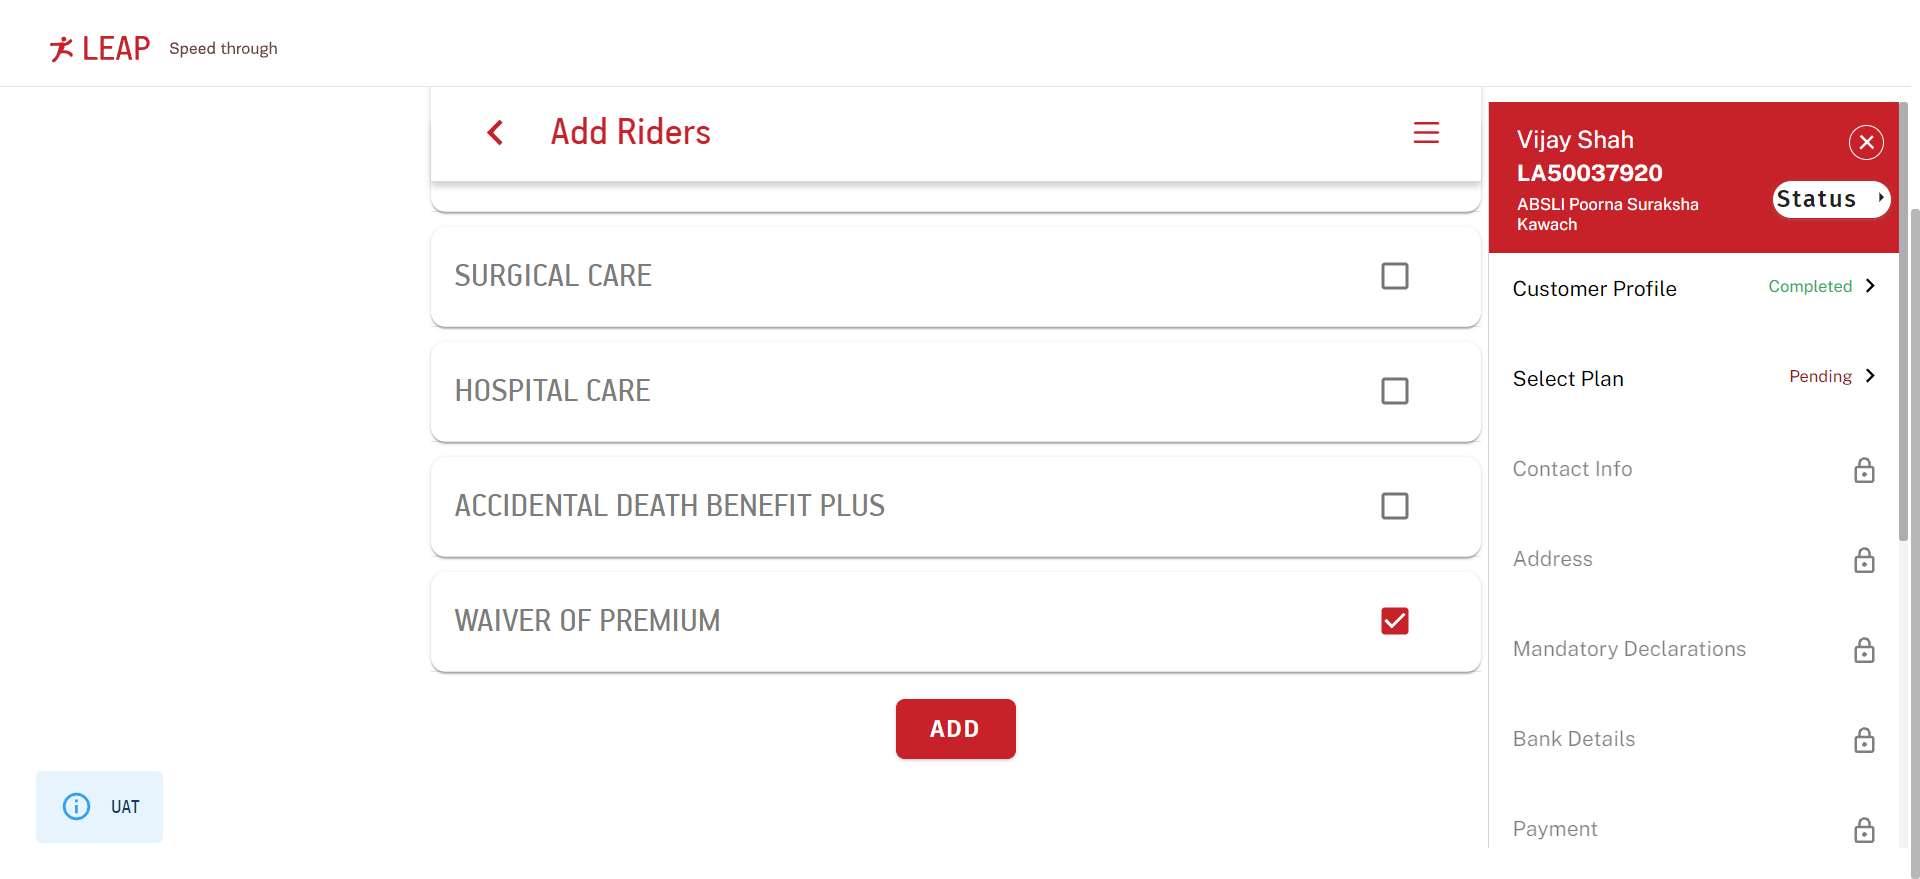 LEAP
Speed through
Add Riders
SURGICAL CARE
HOSPITAL CARE
ACCIDENTAL DEATH BENEFIT PLUS
WAIVER OF PREMIUM
ADD
UAT
Vijay Shah
LA50037920
ABSLI Poorna Suraksha
Kawach
Status
Customer Profile
Completed
Select Plan
Pending
Contact Info
Address
Mandatory Declarations
Bank Details
Payment